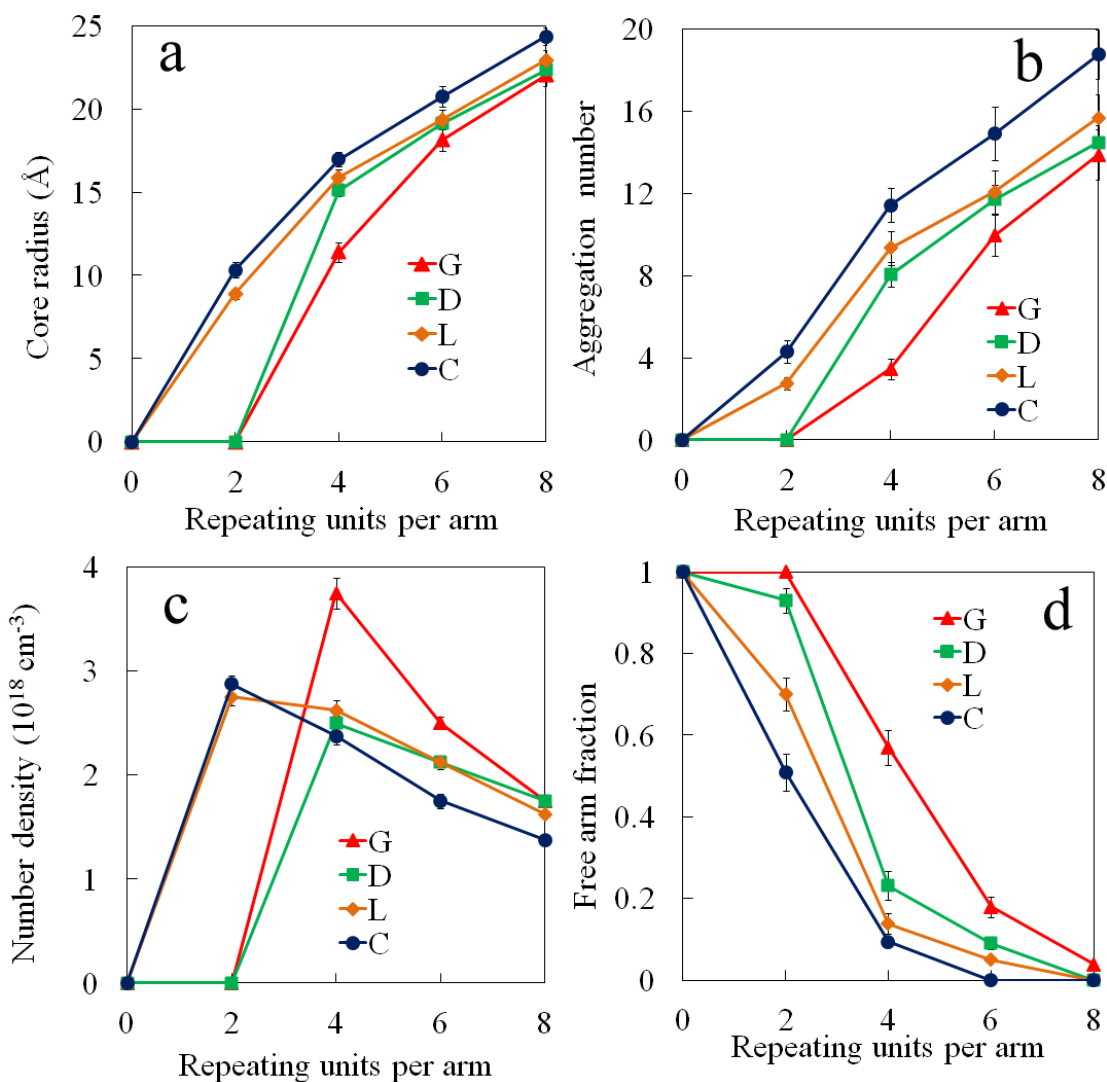 a
Core radius (Å)
25
20
15
10
5
0
G
D
L
C
0 2 4 6 8
Repeating units per arm
b
Aggregation number
20
16
12
8
4
0
G
D
L
C
0 2 4 6 8
Repeating units per arm
c
Number density (10¹⁸ cm⁻³)
4
3
2
1
0
G
D
L
C
0 2 4 6 8
Repeating units per arm
d
Free arm fraction
1
0.8
0.6
0.4
0.2
0
G
D
L
C
0 2 4 6 8
Repeating units per arm